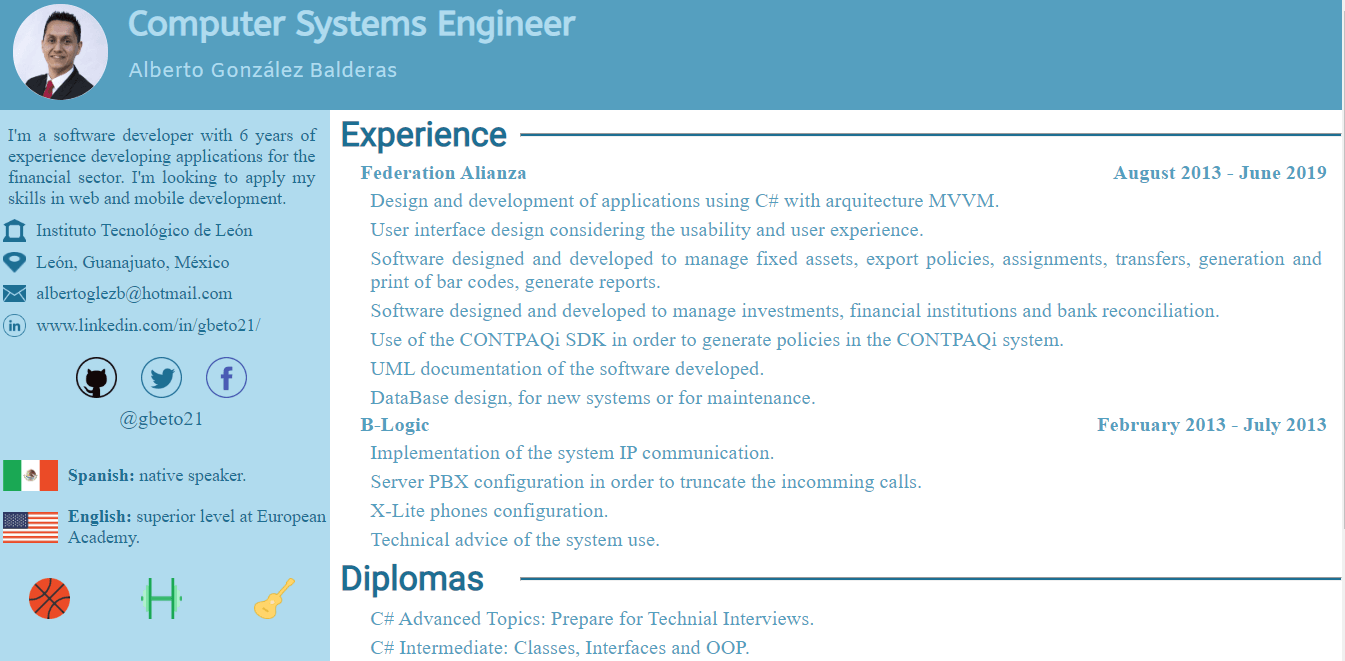 Computer Systems Engineer
Alberto González Balderas
I'm a software developer with 6 years of
experience developing applications for the
financial sector. I'm looking to apply my
skills in web and mobile development.
Instituto Tecnológico de León
León, Guanajuato, México
albertoglezb@hotmail.com
in www.linkedin.com/in/gbeto21/
f
@gbeto21
Spanish: native speaker.
English: superior level at European
Academy.
Experience
Federation Alianza August 2013 - June 2019
Design and development of applications using C# with arquitecture MVVM.
User interface design considering the usability and user experience.
Software designed and developed to manage fixed assets, export policies, assignments, transfers, generation and
print of bar codes, generate reports.
Software designed and developed to manage investments, financial institutions and bank reconciliation.
Use of the CONTPAQi SDK in order to generate policies in the CONTPAQi system.
UML documentation of the software developed.
DataBase design, for new systems or for maintenance.
B-Logic February 2013 - July 2013
Implementation of the system IP communication.
Server PBX configuration in order to truncate the incomming calls.
X-Lite phones configuration.
Technical advice of the system use.
Diplomas
C# Advanced Topics: Prepare for Technial Interviews.
C# Intermediate: Classes, Interfaces and OOP.